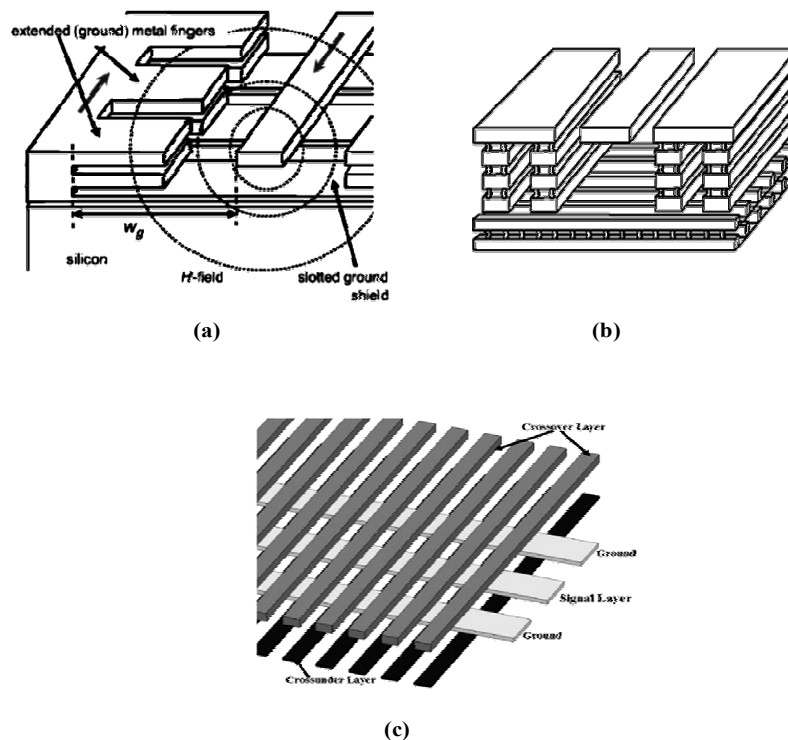 extended (ground) metal fingers
wg
silicon
H-field
slotted ground
shield
(a)
(b)
Crossover Layer
Ground
Signal Layer
Ground
Crossunder Layer
(c)